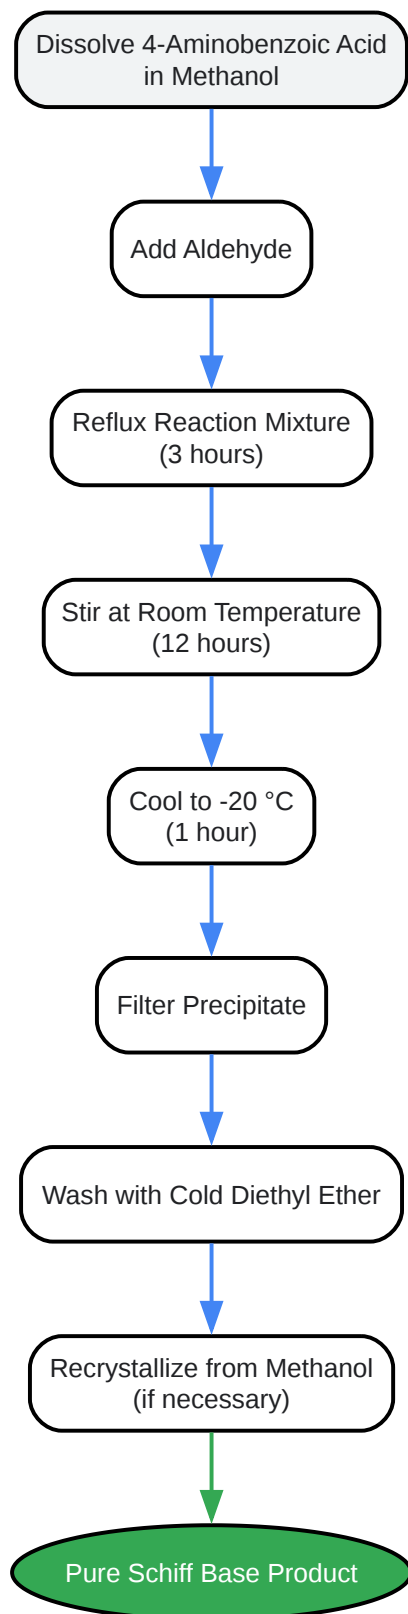 Dissolve 4-Aminobenzoic Acid
in Methanol
Add Aldehyde
Reflux Reaction Mixture
(3 hours)
Stir at Room Temperature
(12 hours)
Cool to -20 °C
(1 hour)
Filter Precipitate
Wash with Cold Diethyl Ether
Recrystallize from Methanol
(if necessary)
Pure Schiff Base Product